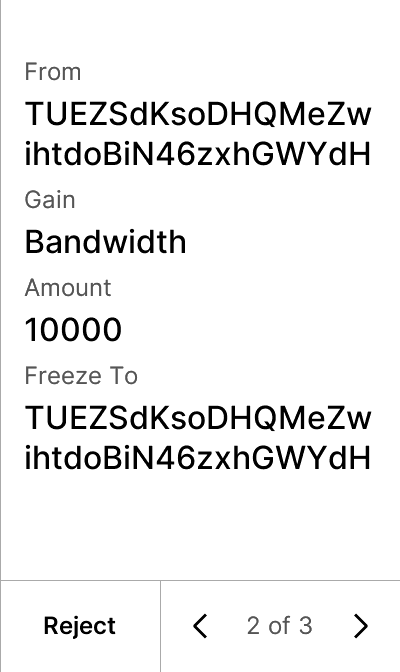 From
TUEZSdKsoDHQMeZw
ihtdoBiN46zxhGWYdH
Gain
Bandwidth
Amount
10000
Freeze To
TUEZSdKsoDHQMeZw
ihtdoBiN46zxhGWYdH
Reject
2 of 3